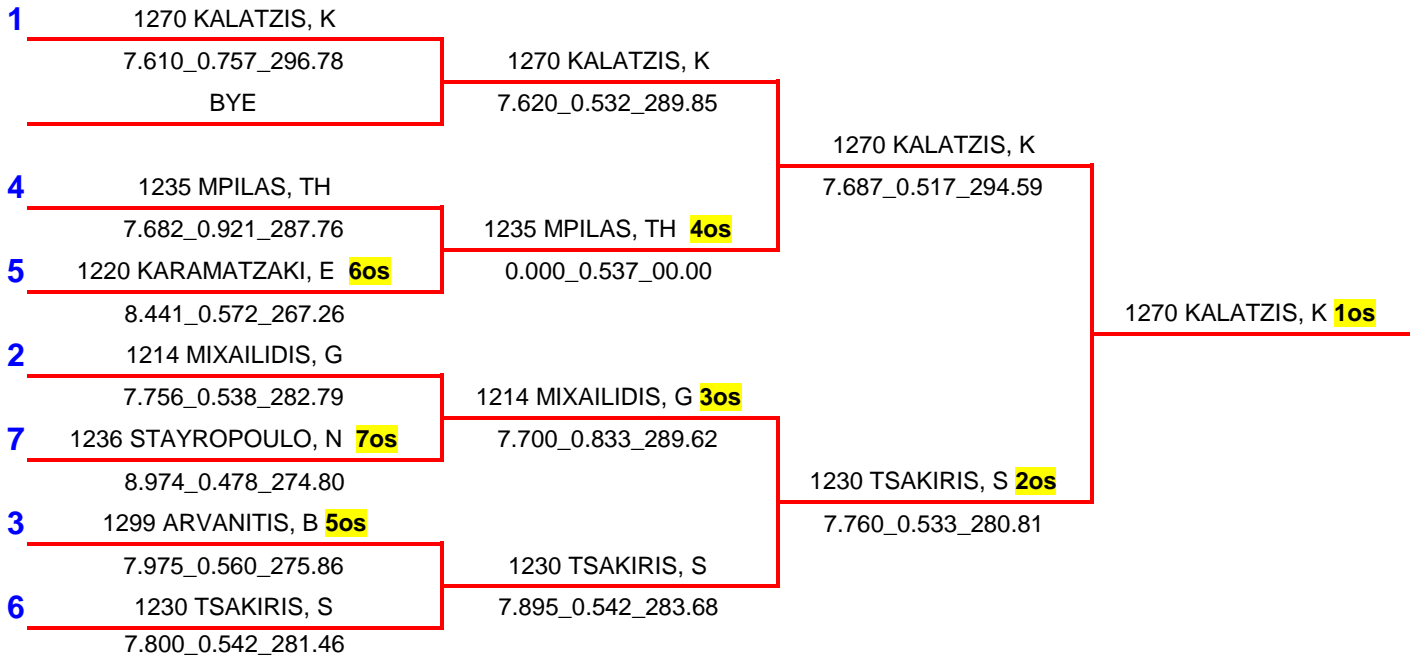 1 1270 KALATZIS, K
7.610_0.757_296.78
BYE
1270 KALATZIS, K
7.620_0.532_289.85
4 1235 MPILAS, TH
7.682_0.921_287.76
5 1220 KARAMATZAKI, E 6os
8.441_0.572_267.26
1235 MPILAS, TH 4os
0.000_0.537_00.00
1270 KALATZIS, K
7.687_0.517_294.59
2 1214 MIXAILIDIS, G
7.756_0.538_282.79
7 1236 STAYROPOULO, N 7os
8.974_0.478_274.80
1214 MIXAILIDIS, G 3os
7.700_0.833_289.62
3 1299 ARVANITIS, B 5os
7.975_0.560_275.86
6 1230 TSAKIRIS, S
7.800_0.542_281.46
1230 TSAKIRIS, S
7.895_0.542_283.68
1230 TSAKIRIS, S 2os
7.760_0.533_280.81
1270 KALATZIS, K 1os